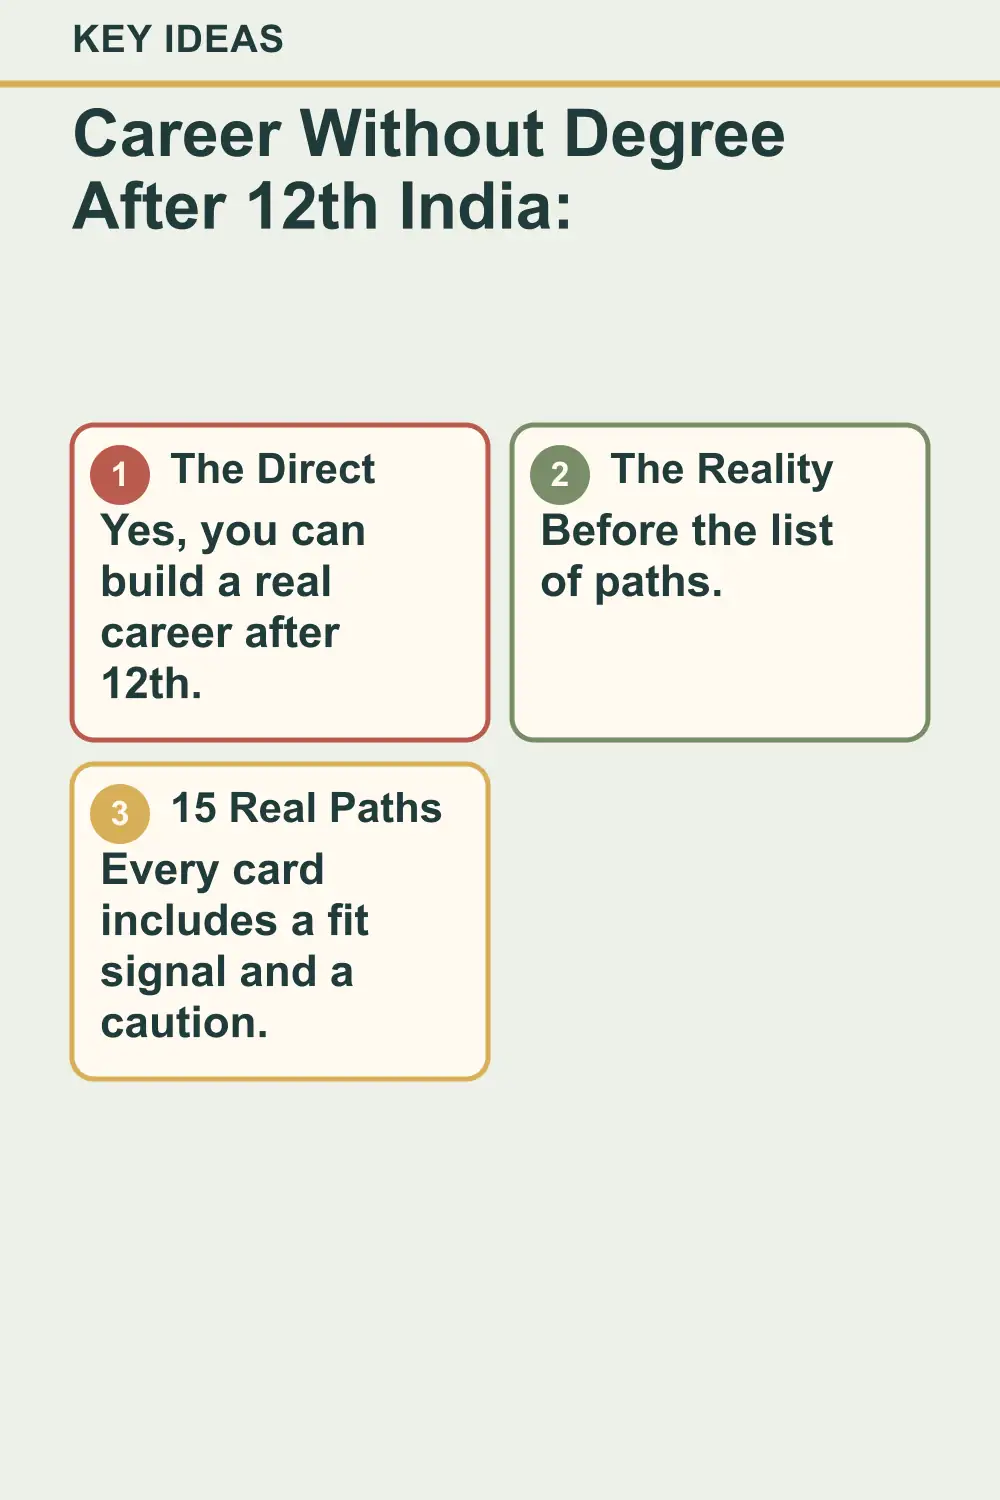 KEY IDEAS
Career Without Degree
After 12th India:
1 The Direct
Yes, you can
build a real
career after
12th.
2 The Reality
Before the list
of paths.
3 15 Real Paths
Every card
includes a fit
signal and a
caution.